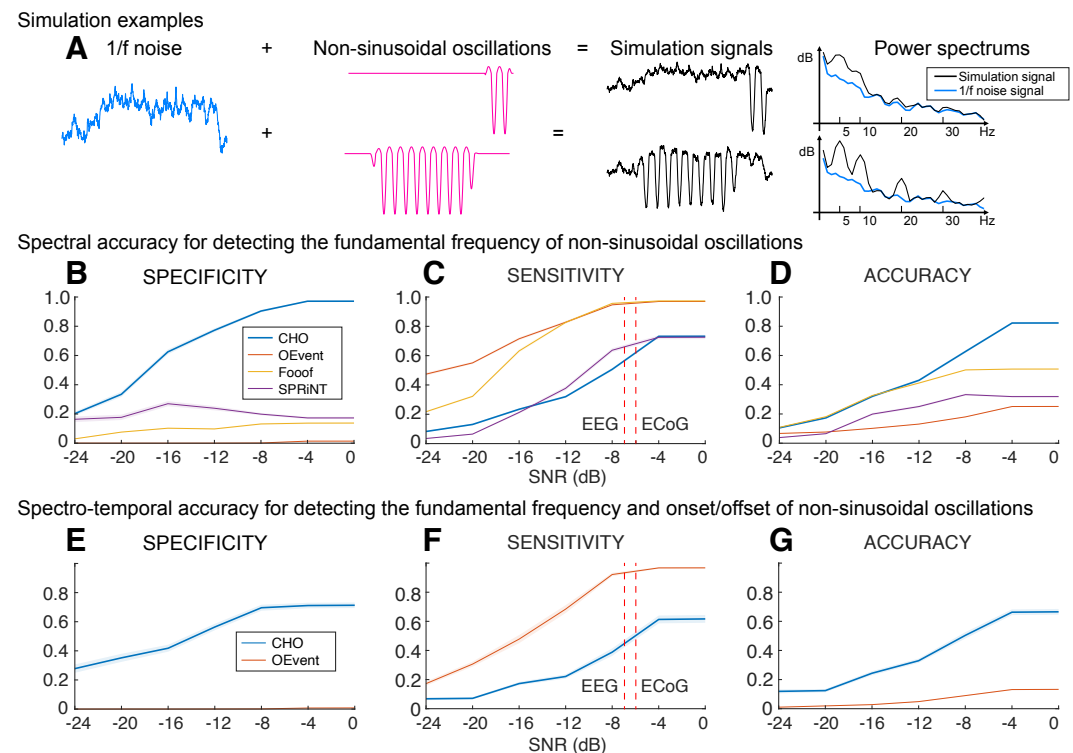 Simulation examples
A 1/f noise + Non-sinusoidal oscillations = Simulation signals Power spectrums
dB
Simulation signal
1/f noise signal
5 10 20 30 Hz
+ =
dB
5 10 20 30 Hz
Spectral accuracy for detecting the fundamental frequency of non-sinusoidal oscillations
B SPECIFICITY
1.0
0.8
0.6
0.4
0.2
0
CHO
OEvent
Fooof
SPRiNT
-24 -20 -16 -12 -8 -4 0
C SENSITIVITY
1.0
0.8
0.6
0.4
0.2
0
EEG ECoG
-24 -20 -16 -12 -8 -4 0
SNR (dB)
D ACCURACY
1.0
0.8
0.6
0.4
0.2
0
-24 -20 -16 -12 -8 -4 0
Spectro-temporal accuracy for detecting the fundamental frequency and onset/offset of non-sinusoidal oscillations
E SPECIFICITY
0.8
0.6
0.4
0.2
0
CHO
OEvent
-24 -20 -16 -12 -8 -4 0
F SENSITIVITY
0.8
0.6
0.4
0.2
0
EEG ECoG
-24 -20 -16 -12 -8 -4 0
SNR (dB)
G ACCURACY
0.8
0.6
0.4
0.2
0
-24 -20 -16 -12 -8 -4 0